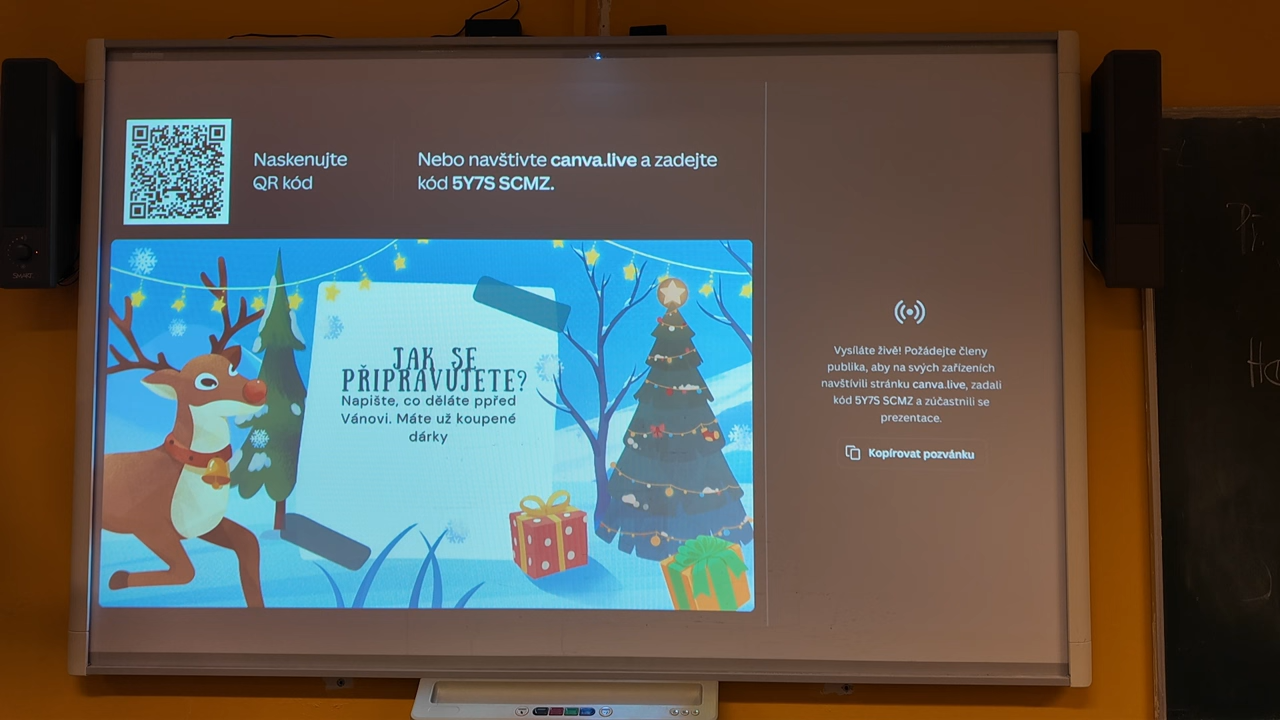 Naskenujte
QR kód
Nebo navštivte canva.live a zadejte
kód 5Y7S SCMZ.
JAK SE
PŘIPRAVUJETE?
Napište, co děláte ppřed
Vánovi. Máte už koupené
dárky
Vysíláte živě! Požádejte členy
publika, aby na svých zařízeních
navštívili stránku canva.live, zadali
kód 5Y7S SCMZ a zúčastnili se
prezentace.
Kopírovat pozvánku
SMART